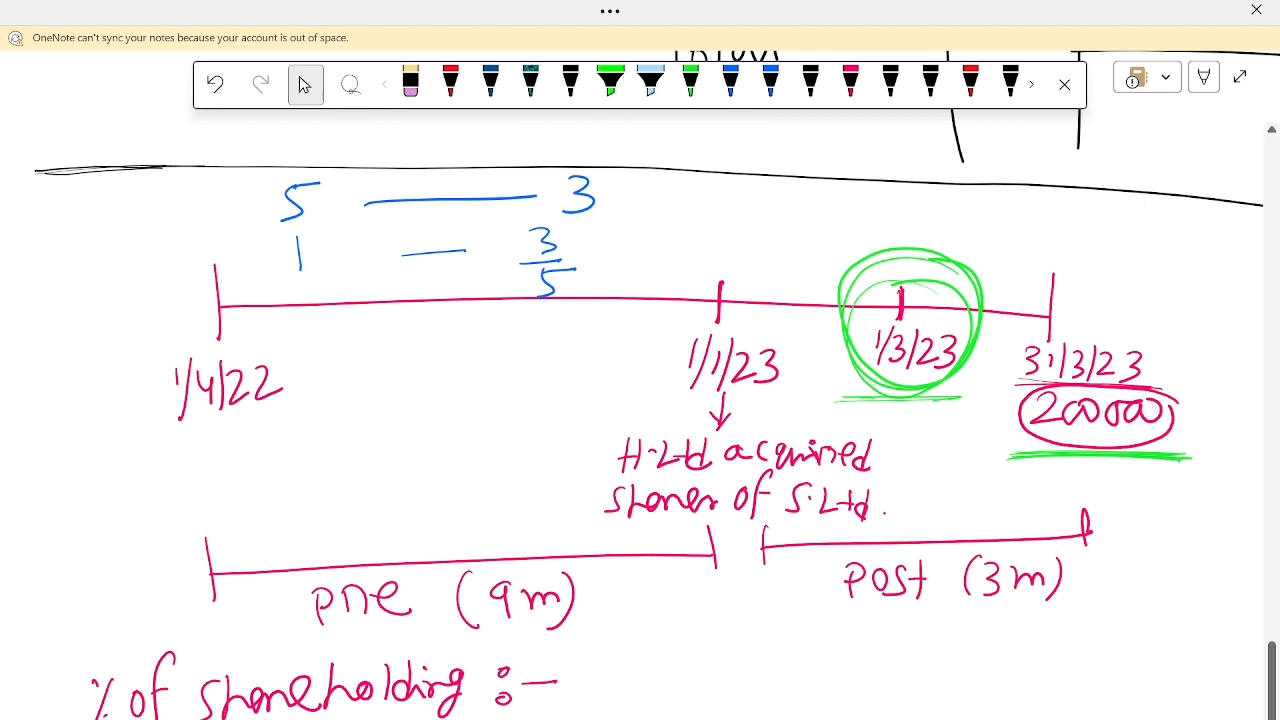 OneNote can't sync your notes because your account is out of space.
5 — 3
1 — 3/5
1/4/22
1/1/23
1/3/23
31/3/23
200000
H.Ltd acquired
shares of S.Ltd.
pre (9m)
post (3m)
% of shareholding :-